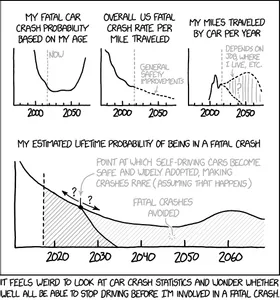 MY FATAL CAR
CRASH PROBABILITY
BASED ON MY AGE
NOW
2000 2050
OVERALL US FATAL
CRASH RATE PER
MILE TRAVELED
GENERAL
SAFETY
IMPROVEMENTS
2000 2050
MY MILES TRAVELED
BY CAR PER YEAR
DEPENDS ON
JOB, WHERE
I LIVE, ETC.
?
2000 2050
MY ESTIMATED LIFETIME PROBABILITY OF BEING IN A FATAL CRASH
POINT AT WHICH SELF-DRIVING CARS BECOME
SAFE AND WIDELY ADOPTED, MAKING
CRASHES RARE (ASSUMING THAT HAPPENS)
? ?
FATAL CRASHES
AVOIDED
2020 2030 2040 2050 2060
IT FEELS WEIRD TO LOOK AT CAR CRASH STATISTICS AND WONDER WHETHER
WE'LL ALL BE ABLE TO STOP DRIVING BEFORE I'M INVOLVED IN A FATAL CRASH.